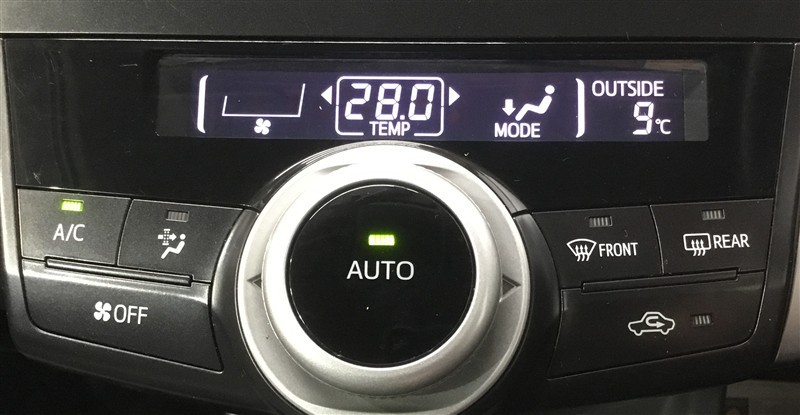 28.0
TEMP
MODE
OUTSIDE
9℃
A/C
AUTO
FRONT
REAR
OFF